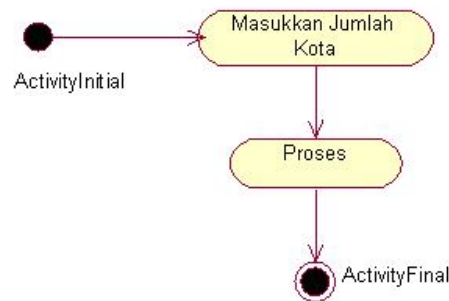 Masukkan Jumlah
Kota
ActivityInitial
Proses
ActivityFinal